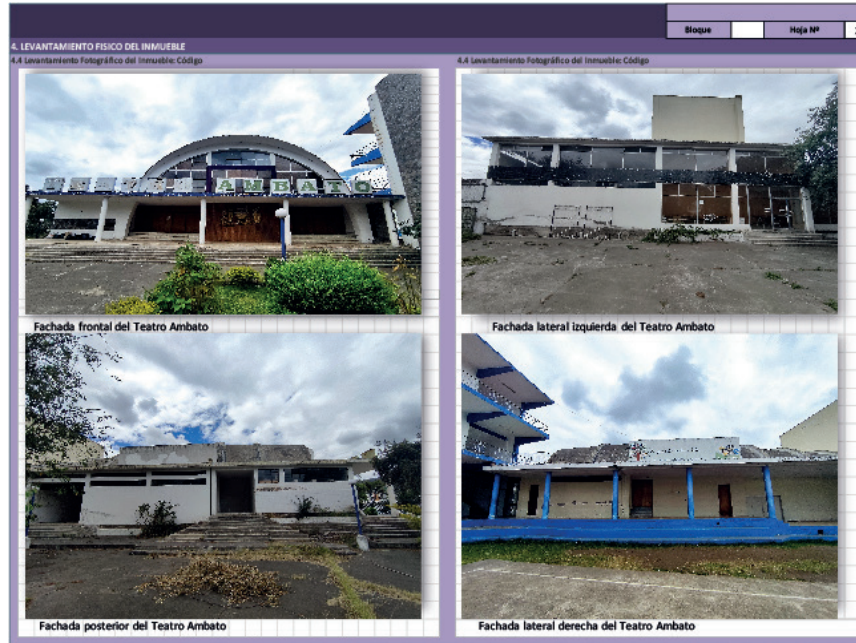 Bloque
Hoja Nº
4. LEVANTAMIENTO FISICO DEL INMUEBLE
4.4 Levantamiento Fotográfico del Inmueble: Código
4.4 Levantamiento Fotográfico del Inmueble: Código
AMBATO
Fachada frontal del Teatro Ambato
Fachada lateral izquierda del Teatro Ambato
Fachada posterior del Teatro Ambato
Fachada lateral derecha del Teatro Ambato